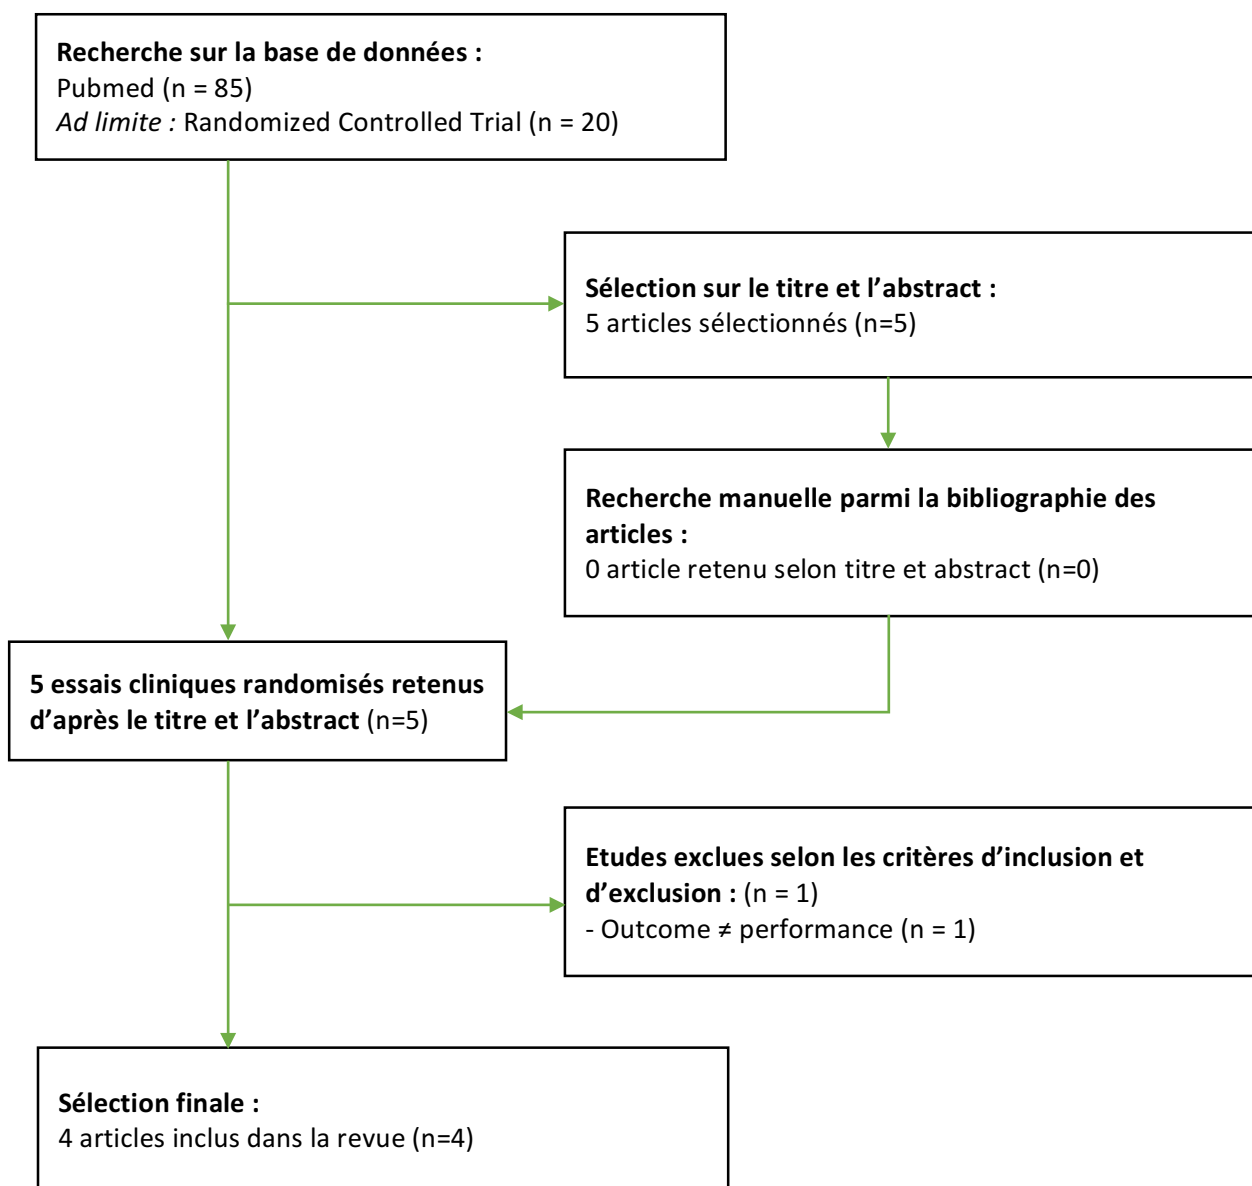 Recherche sur la base de données :
Pubmed (n = 85)
Ad limite : Randomized Controlled Trial (n = 20)
Sélection sur le titre et l’abstract :
5 articles sélectionnés (n=5)
Recherche manuelle parmi la bibliographie des
articles :
0 article retenu selon titre et abstract (n=0)
5 essais cliniques randomisés retenus
d’après le titre et l’abstract (n=5)
Etudes exclues selon les critères d’inclusion et
d’exclusion : (n = 1)
- Outcome ≠ performance (n = 1)
Sélection finale :
4 articles inclus dans la revue (n=4)